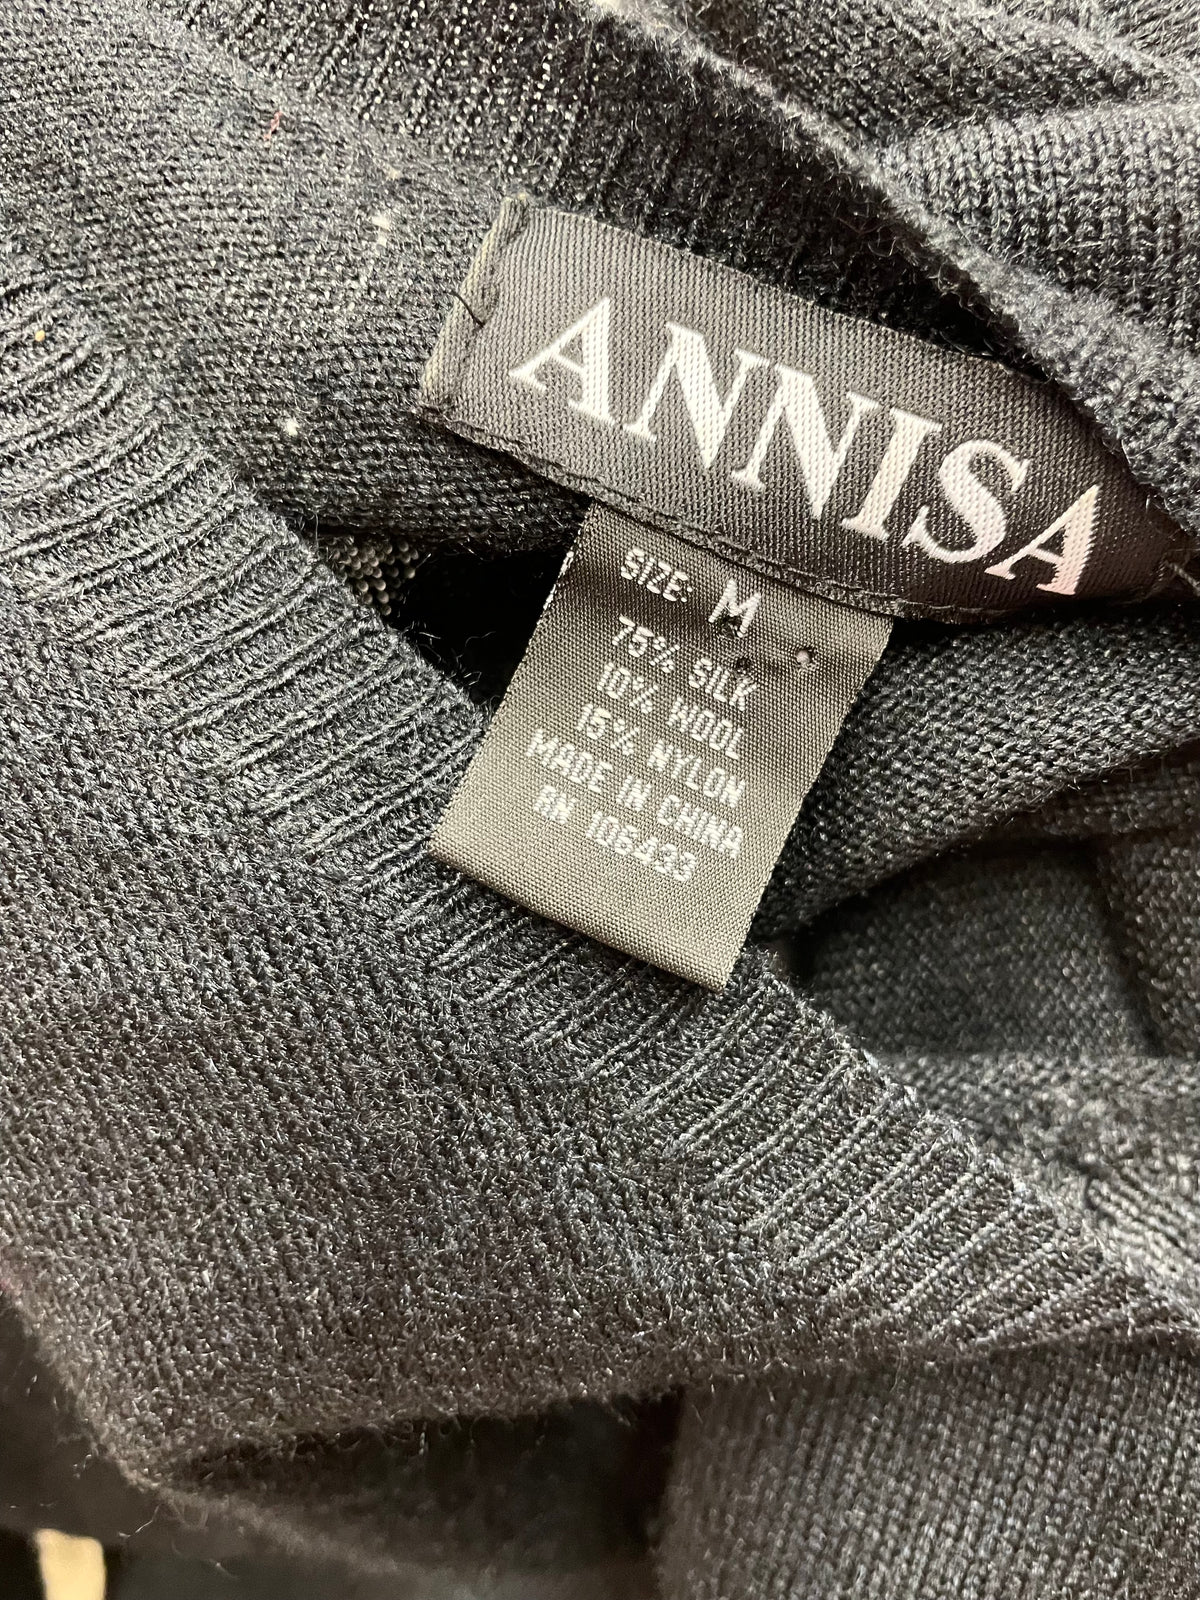 ANNISA
SIZE: M
75% SILK
10% WOOL
15% NYLON
MADE IN CHINA
RN 106433